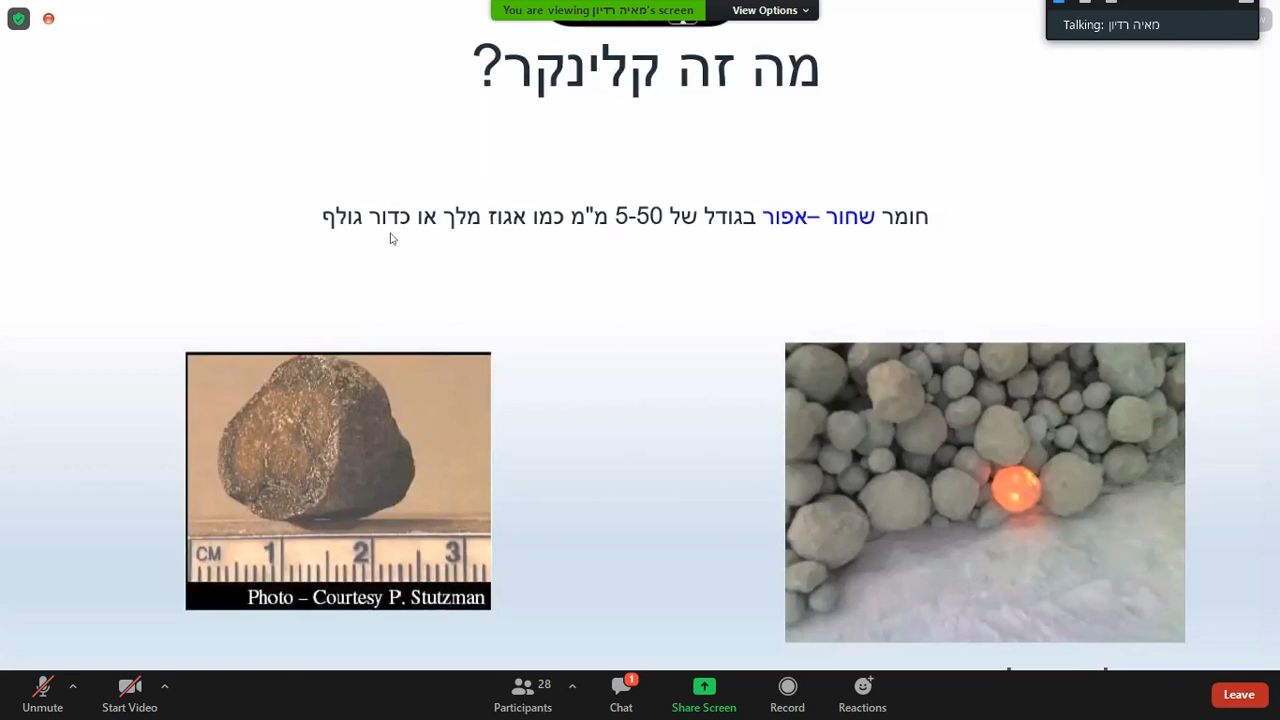 You are viewing מאיה רדיון's screen
View Options
Talking: מאיה רדיון
מה זה קלינקר?
חומר שחור –אפור בגודל של 5-50 מ"מ כמו אגוז מלך או כדור גולף
CM 1 2 3
Photo – Courtesy P. Stutzman
Unmute
Start Video
28
Participants
1
Chat
Share Screen
Record
Reactions
Leave